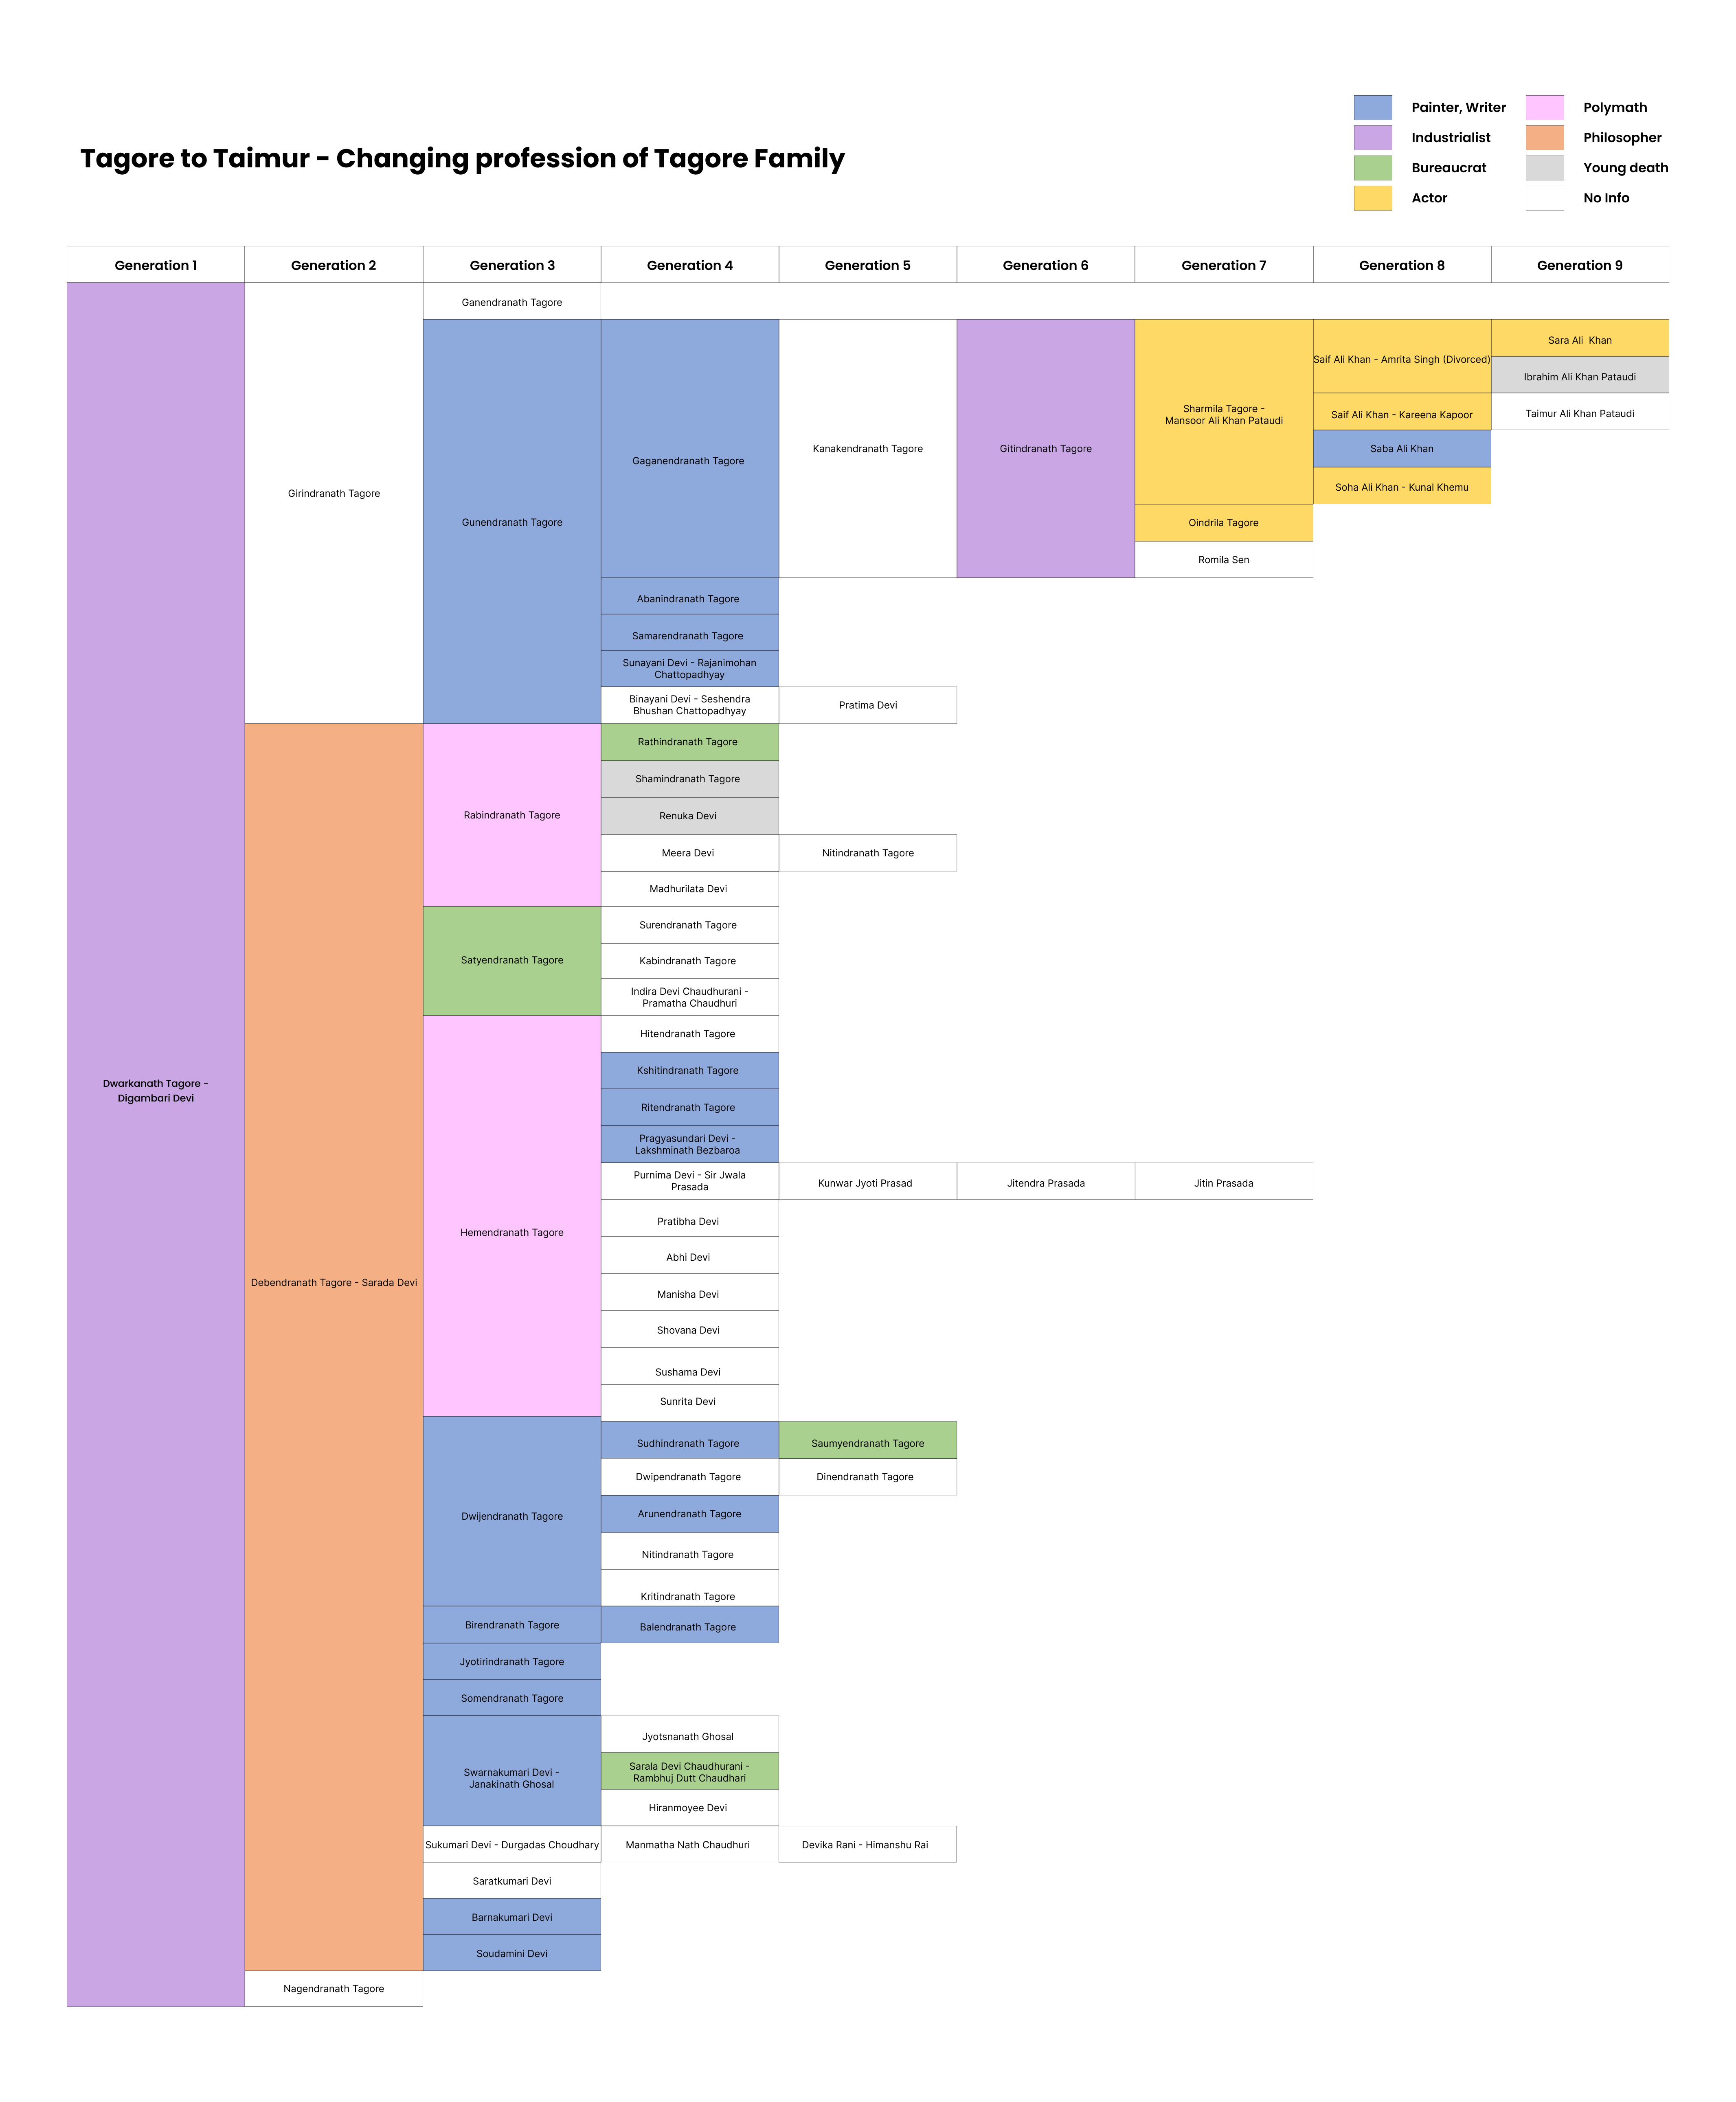 Tagore to Taimur - Changing profession of Tagore Family
Painter, Writer
Polymath
Industrialist
Philosopher
Bureaucrat
Young death
Actor
No Info
Generation 1
Generation 2
Generation 3
Generation 4
Generation 5
Generation 6
Generation 7
Generation 8
Generation 9
Dwarkanath Tagore -
Digambari Devi
Girindranath Tagore
Ganendranath Tagore
Gunendranath Tagore
Gaganendranath Tagore
Kanakendranath Tagore
Gitindranath Tagore
Sharmila Tagore -
Mansoor Ali Khan Pataudi
Saif Ali Khan - Amrita Singh (Divorced)
Sara Ali Khan
Ibrahim Ali Khan Pataudi
Saif Ali Khan - Kareena Kapoor
Taimur Ali Khan Pataudi
Saba Ali Khan
Soha Ali Khan - Kunal Khemu
Oindrila Tagore
Romila Sen
Abanindranath Tagore
Samarendranath Tagore
Sunayani Devi - Rajanimohan
Chattopadhyay
Binayani Devi - Seshendra
Bhushan Chattopadhyay
Pratima Devi
Debendranath Tagore - Sarada Devi
Rabindranath Tagore
Rathindranath Tagore
Shamindranath Tagore
Renuka Devi
Meera Devi
Nitindranath Tagore
Madhurilata Devi
Satyendranath Tagore
Surendranath Tagore
Kabindranath Tagore
Indira Devi Chaudhurani -
Pramatha Chaudhuri
Hemendranath Tagore
Hitendranath Tagore
Kshitindranath Tagore
Ritendranath Tagore
Pragyasundari Devi -
Lakshminath Bezbaroa
Purnima Devi - Sir Jwala
Prasada
Kunwar Jyoti Prasad
Jitendra Prasada
Jitin Prasada
Pratibha Devi
Abhi Devi
Manisha Devi
Shovana Devi
Sushama Devi
Sunrita Devi
Dwijendranath Tagore
Sudhindranath Tagore
Saumyendranath Tagore
Dwipendranath Tagore
Dinendranath Tagore
Arunendranath Tagore
Nitindranath Tagore
Kritindranath Tagore
Birendranath Tagore
Balendranath Tagore
Jyotirindranath Tagore
Somendranath Tagore
Swarnakumari Devi -
Janakinath Ghosal
Jyotsnanath Ghosal
Sarala Devi Chaudhurani -
Rambhuj Dutt Chaudhari
Hiranmoyee Devi
Sukumari Devi - Durgadas Choudhary
Manmatha Nath Chaudhuri
Devika Rani - Himanshu Rai
Saratkumari Devi
Barnakumari Devi
Soudamini Devi
Nagendranath Tagore